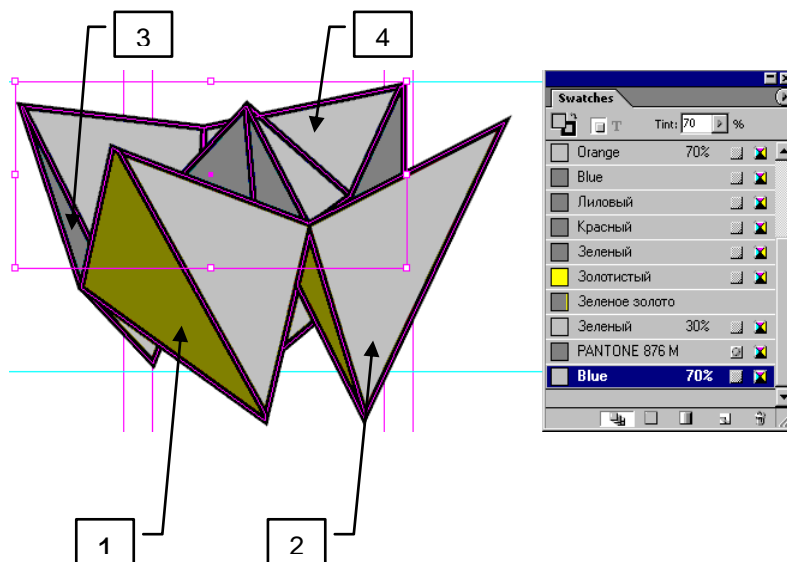 3
4
Swatches
T Tint: 70 %
Orange 70%
Blue
Лиловый
Красный
Зеленый
Золотистый
Зеленое золото
Зеленый 30%
PANTONE 876 M
Blue 70%
1
2